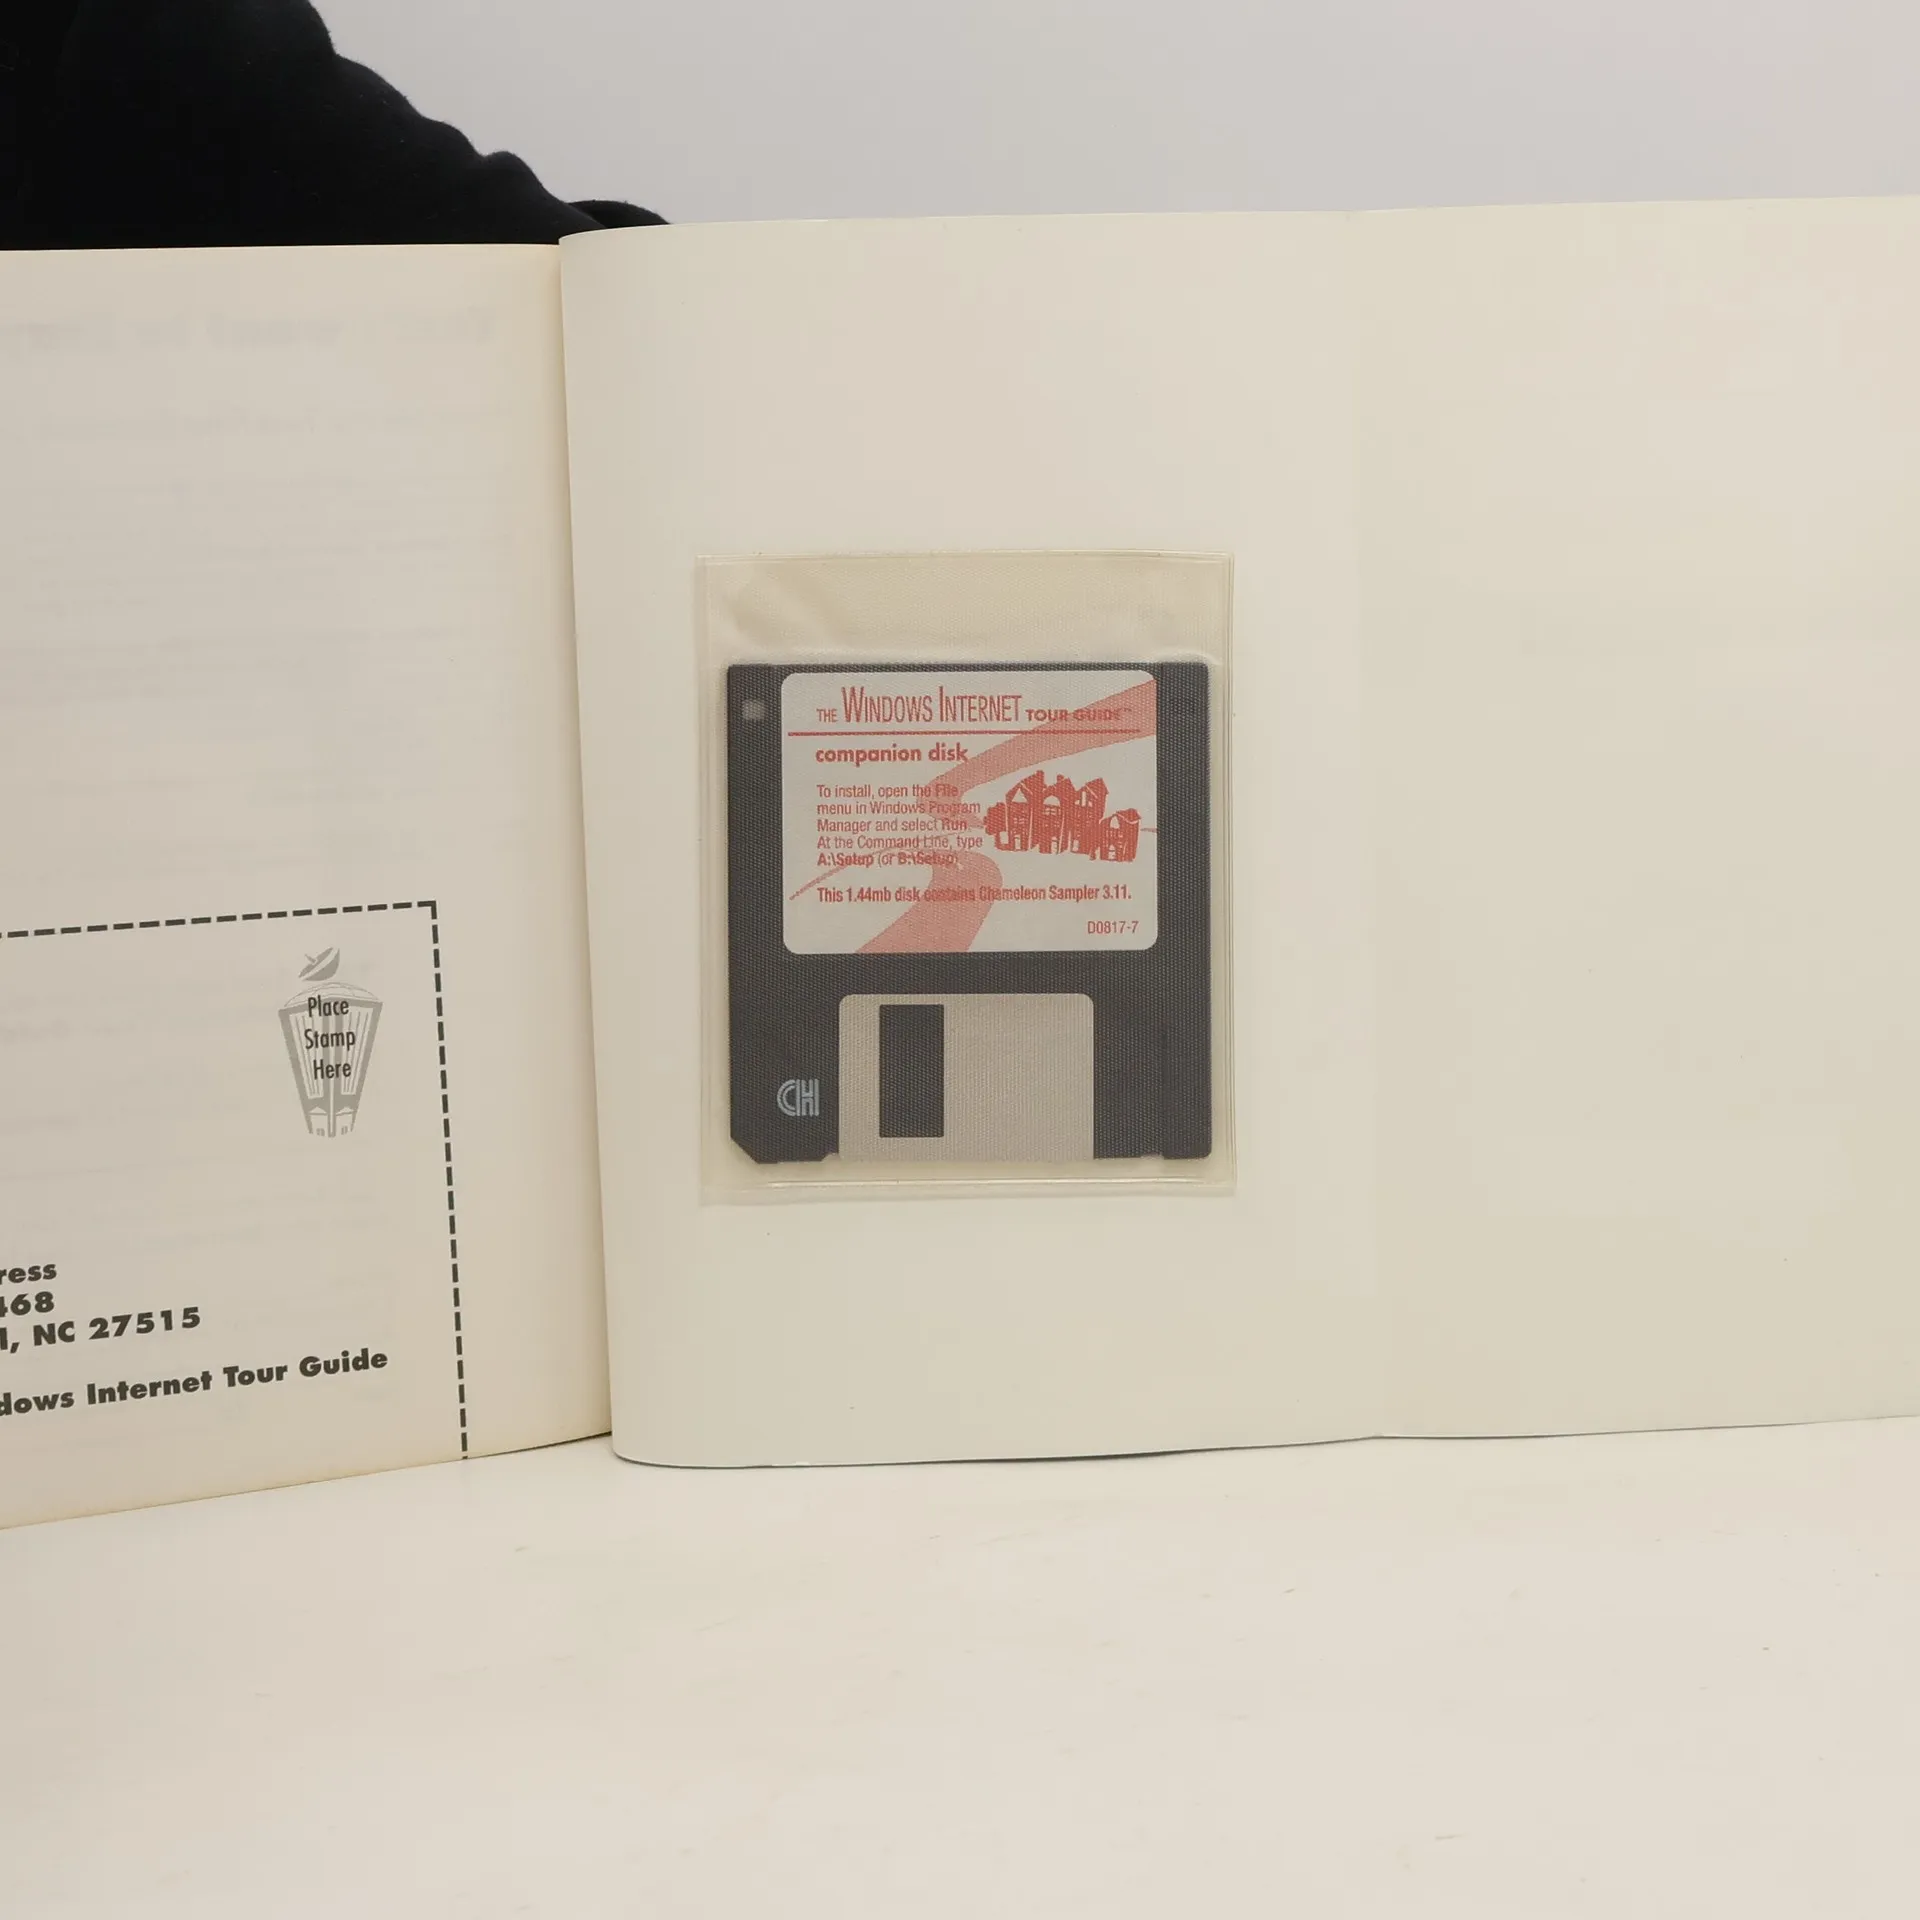 Place
Stamp
Here
ress
468
l, NC 27515
dows Internet Tour Guide
THE WINDOWS INTERNET TOUR GUIDE™
companion disk
To install, open the File
menu in Windows Program
Manager and select Run.
At the Command Line, type
A:\Setup (or B:\Setup)
This 1.44mb disk contains Chameleon Sampler 3.11.
D0817-7